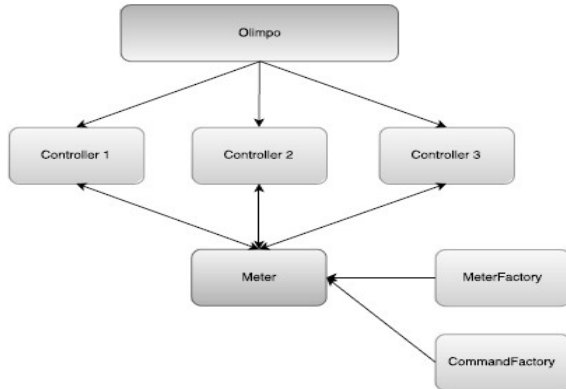 Olimpo
Controller 1
Controller 2
Controller 3
Meter
MeterFactory
CommandFactory